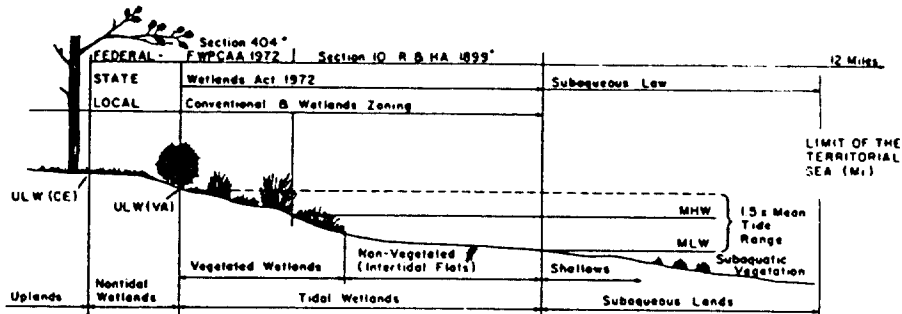 Section 404*
FEDERAL - FWPCAA 1972 Section 10 R & HA 1899* 12 Miles
STATE Wetlands Act 1972 Subaqueous Law
LOCAL Conventional & Wetlands Zoning
LIMIT OF THE
TERRITORIAL
SEA (Mi)
ULW (CE)
ULW (VA)
MHW
1.5 x Mean
Tide
Range
MLW
Vegetated Wetlands
Non-Vegetated
(Intertidal Flats)
Shallows
Subaquatic
Vegetation
Uplands
Nontidal
Wetlands
Tidal Wetlands
Subaqueous Lands